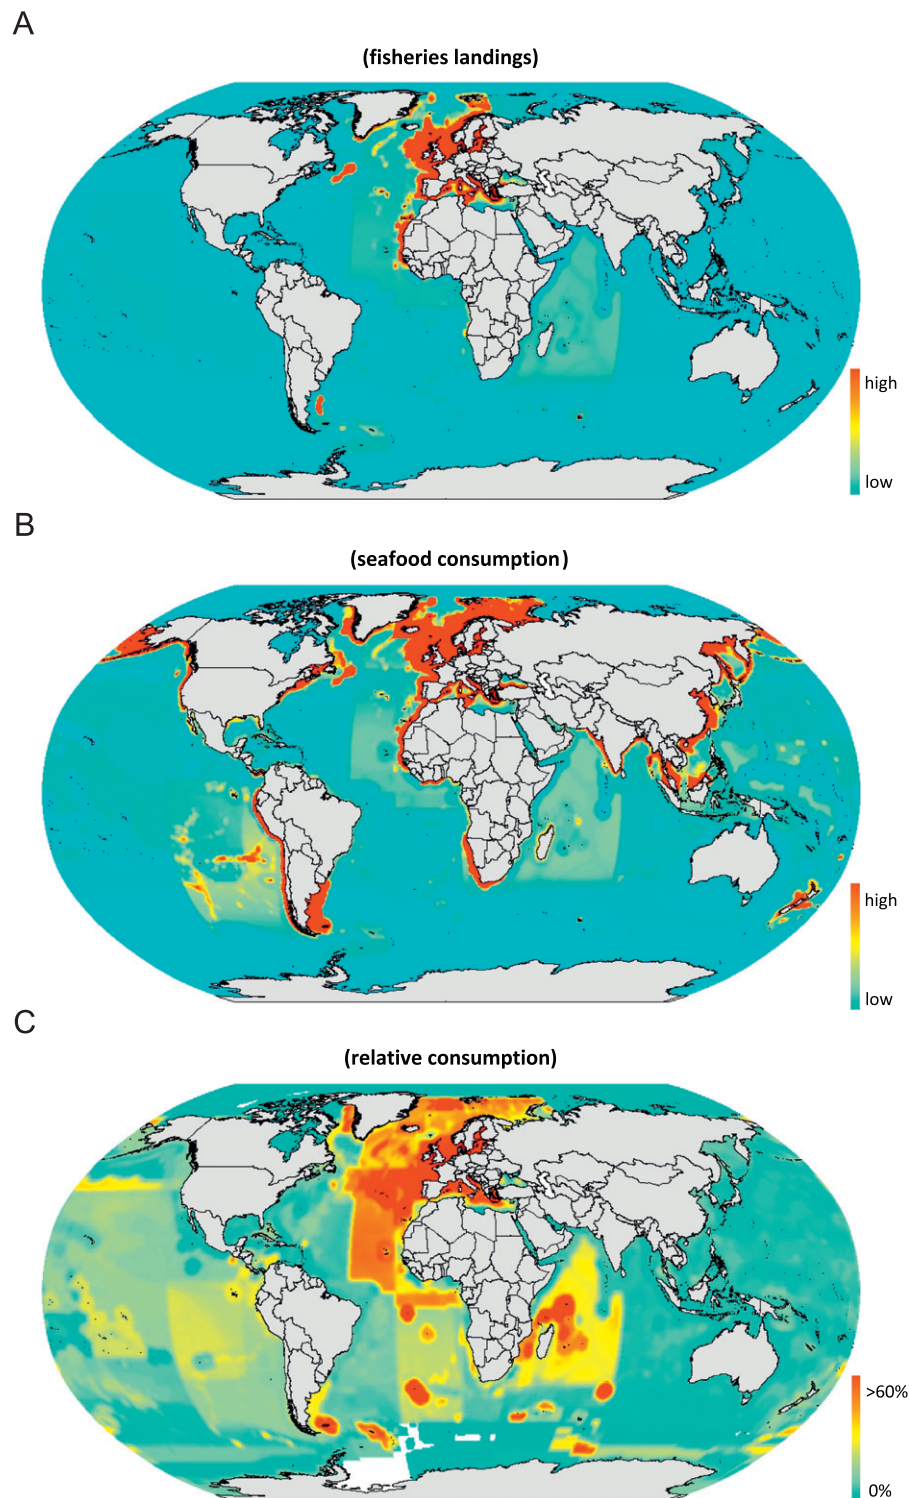 A
(fisheries landings)
high
low
B
(seafood consumption)
high
low
C
(relative consumption)
>60%
0%